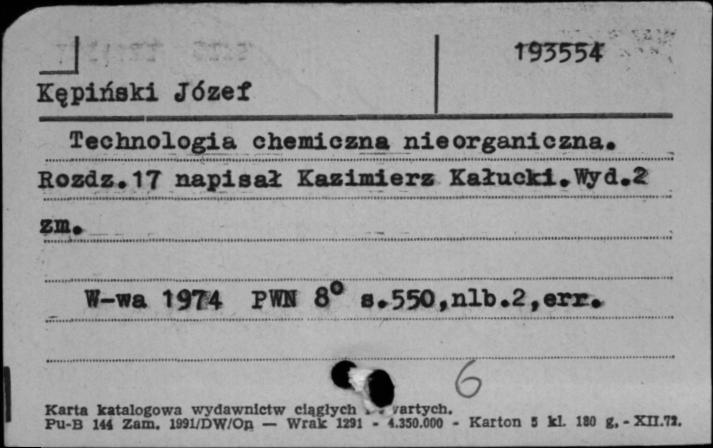 193554
Kępiński Józef
Technologia chemiczna nieorganiczna.
Rozdz.17 napisał Kazimierz Kałucki.Wyd.2
zm.
W-wa 1974 PWN 8° s.550,nlb.2,err.
6
Karta katalogowa wydawnictw ciągłych
Pu-B 144 Zam. 1991/DW/Op — Wrak 1291 - 4.350.000 - Karton 5 kl. 180 g. - XII.72.